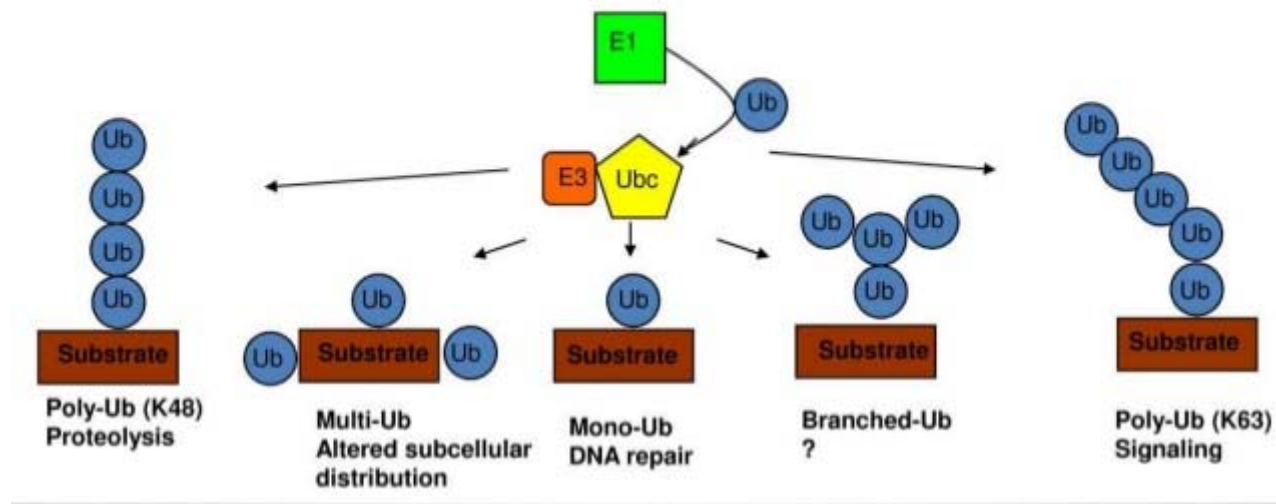 E1
Ub
E3
Ubc
Ub
Ub
Ub
Ub
Substrate
Poly-Ub (K48)
Proteolysis
Ub
Ub
Substrate
Ub
Multi-Ub
Altered subcellular
distribution
Ub
Substrate
Mono-Ub
DNA repair
Ub
Ub
Ub
Ub
Substrate
Branched-Ub
?
Ub
Ub
Ub
Ub
Ub
Substrate
Poly-Ub (K63)
Signaling